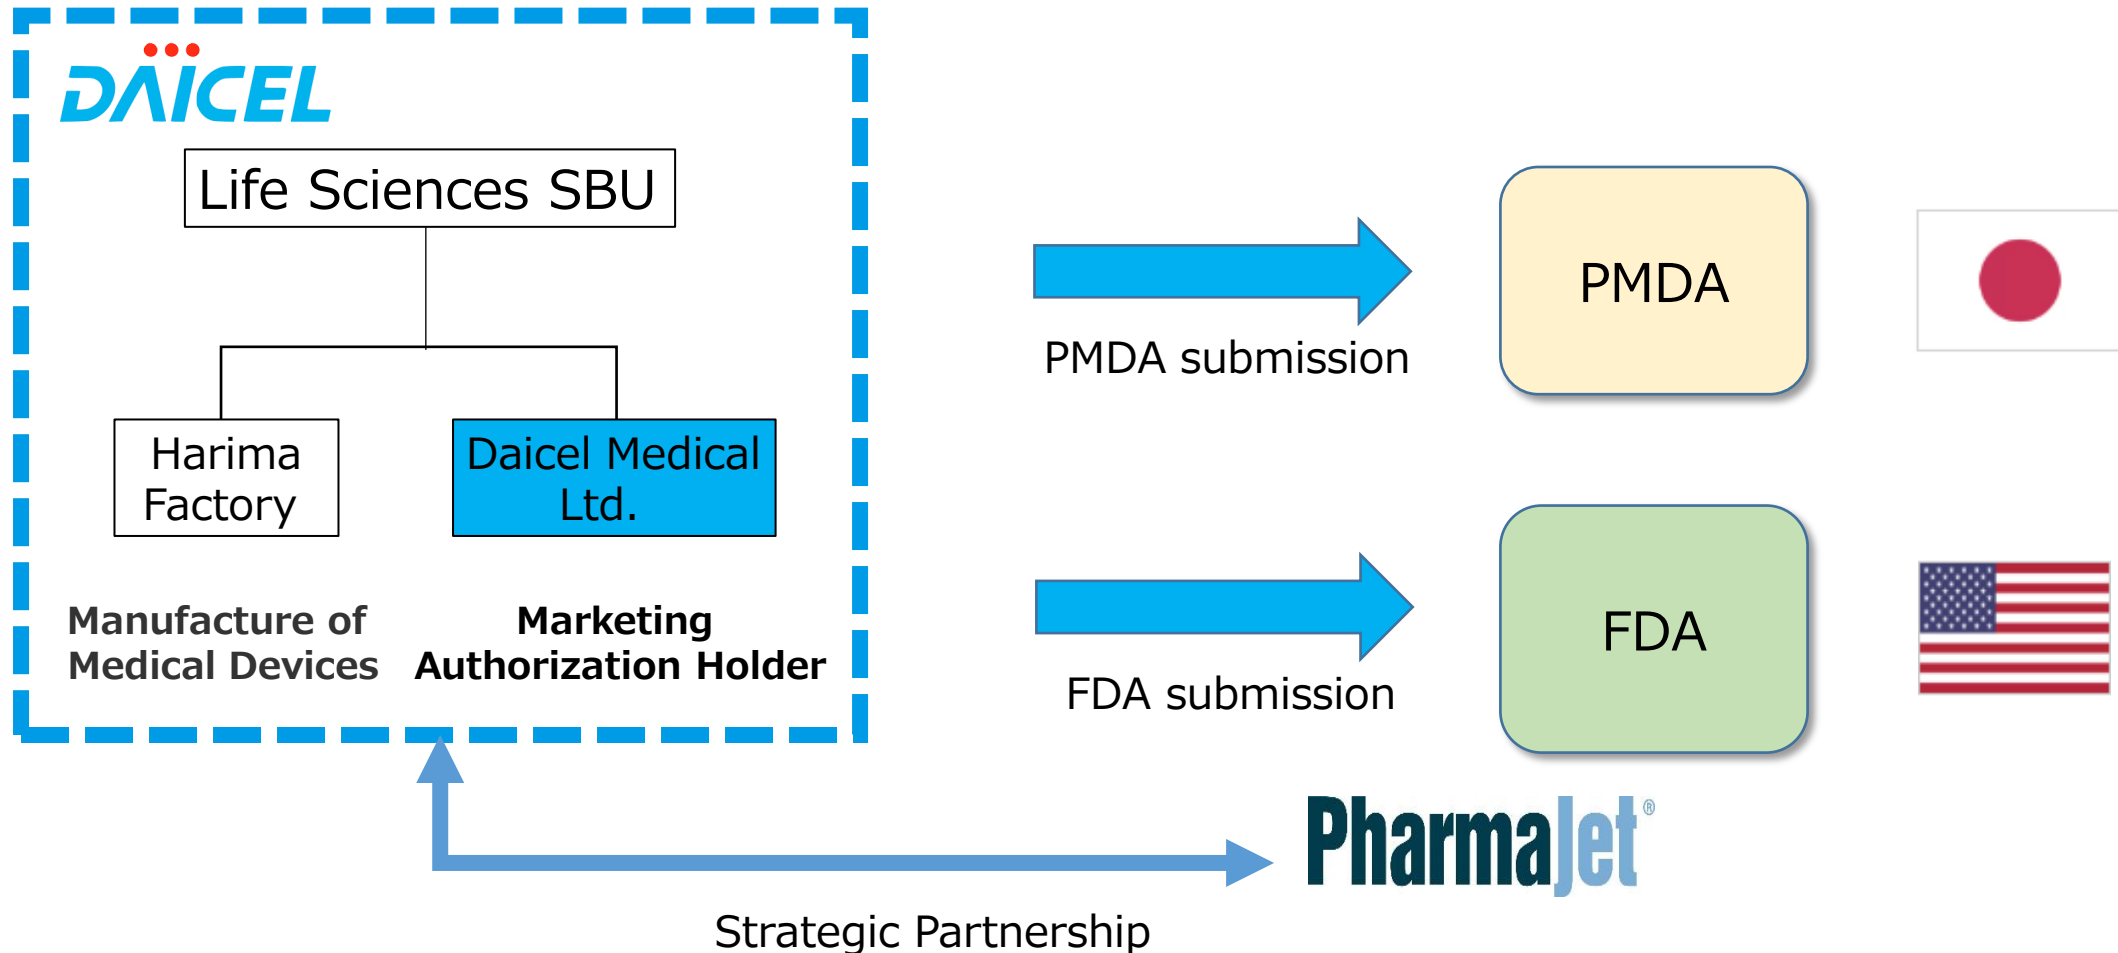 DAICEL
Life Sciences SBU
Harima
Factory
Daicel Medical
Ltd.
Manufacture of
Medical Devices
Marketing
Authorization Holder
PMDA submission
PMDA
FDA submission
FDA
PharmaJet®
Strategic Partnership